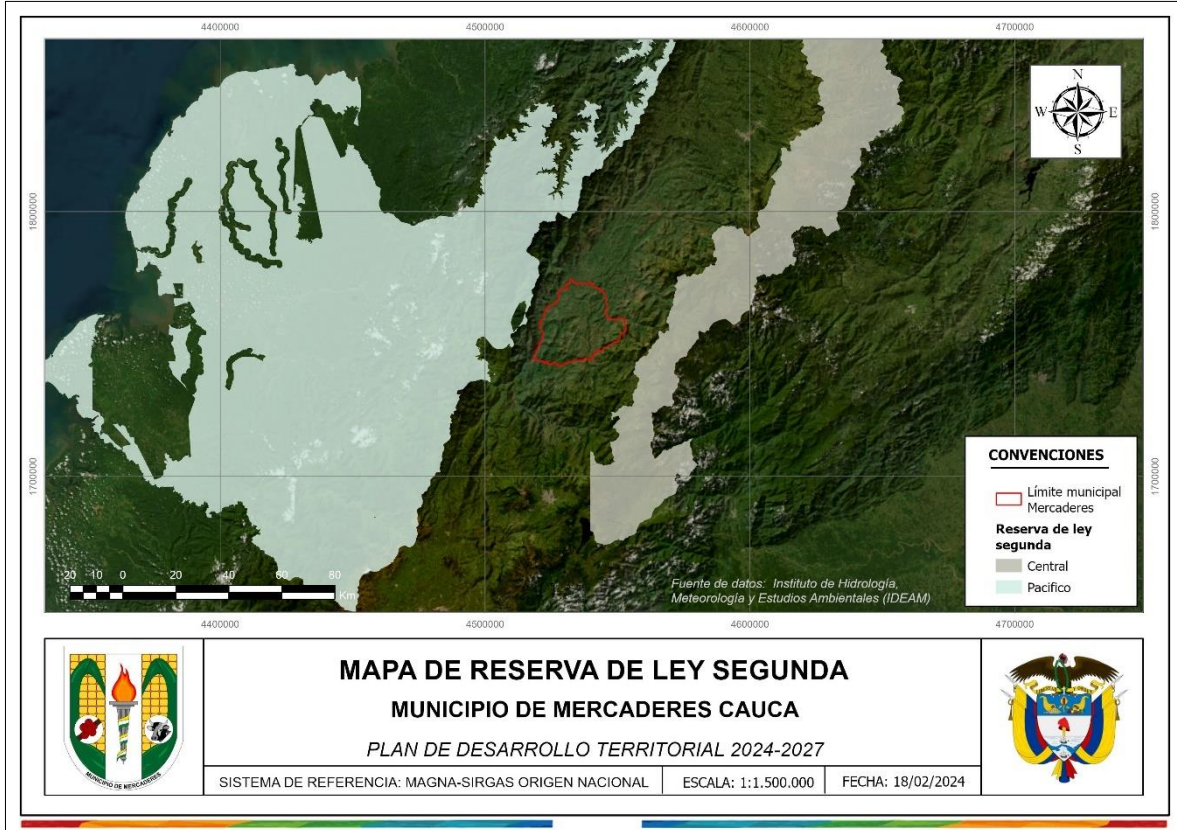 4400000
4500000
4600000
4700000
1800000
1800000
N
W
E
S
1700000
1700000
CONVENCIONES
Límite municipal
Mercaderes
Reserva de ley
segunda
Central
Pacifico
20 10 0 20 40 60 80
Km
Fuente de datos: Instituto de Hidrología,
Meteorología y Estudios Ambientales (IDEAM)
4400000
4500000
4600000
4700000
MAPA DE RESERVA DE LEY SEGUNDA
MUNICIPIO DE MERCADERES CAUCA
PLAN DE DESARROLLO TERRITORIAL 2024-2027
SISTEMA DE REFERENCIA: MAGNA-SIRGAS ORIGEN NACIONAL
ESCALA: 1:1.500.000
FECHA: 18/02/2024
MUNICIPIO DE MERCADERES